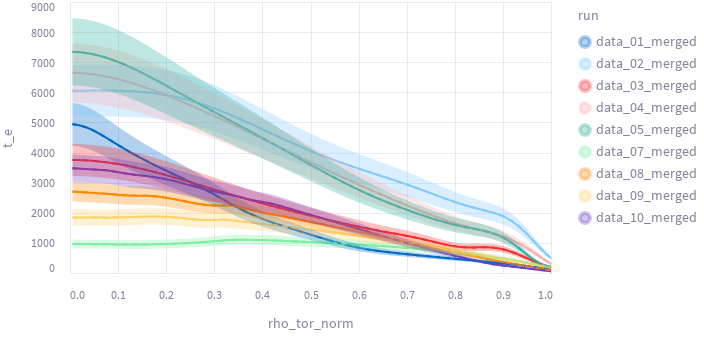 9000
8000
7000
6000
5000
4000
3000
2000
1000
0
t_e
0.0 0.1 0.2 0.3 0.4 0.5 0.6 0.7 0.8 0.9 1.0
rho_tor_norm
run
data_01_merged
data_02_merged
data_03_merged
data_04_merged
data_05_merged
data_07_merged
data_08_merged
data_09_merged
data_10_merged